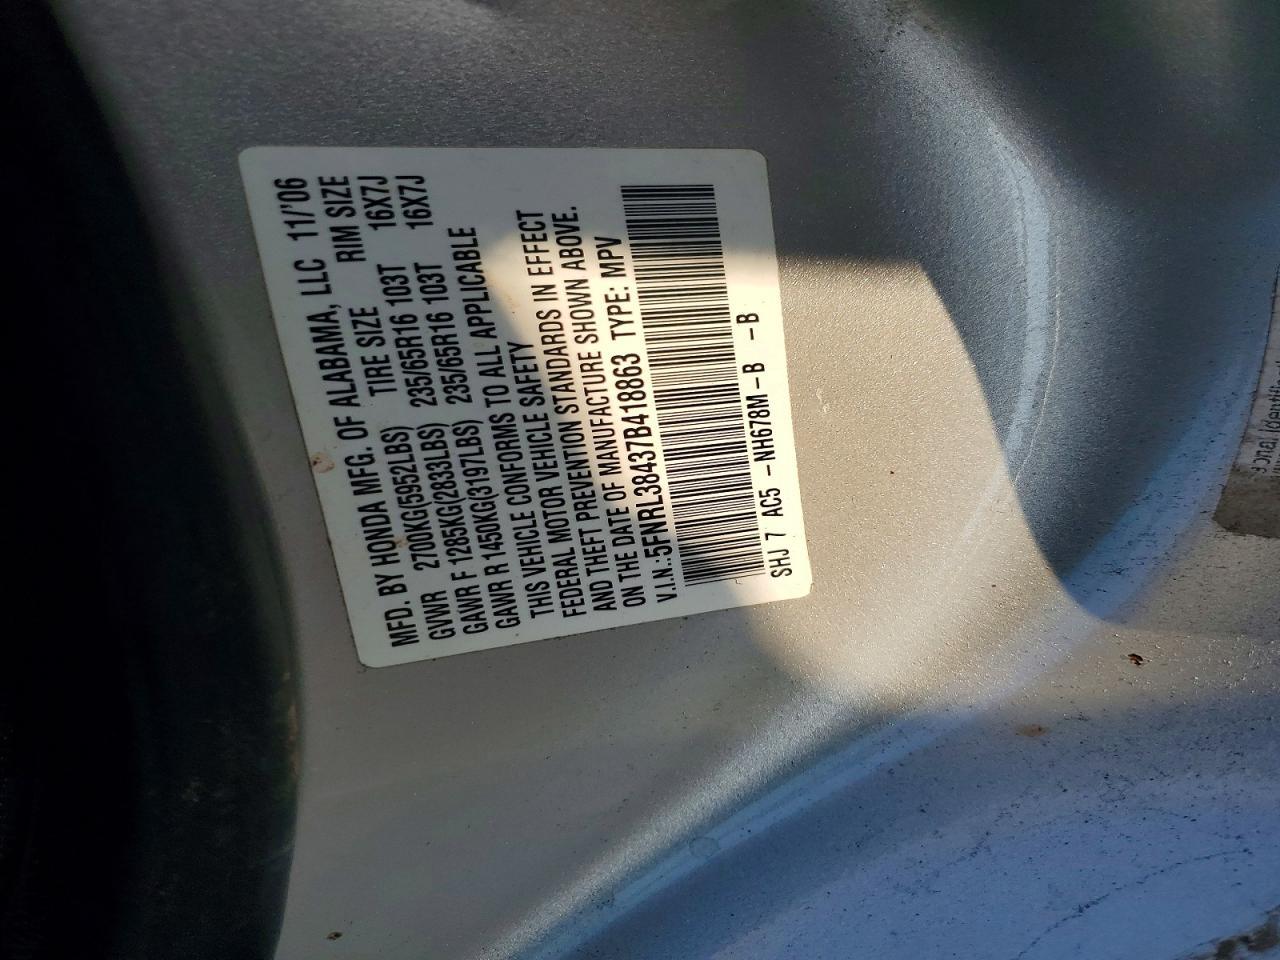 MFD. BY HONDA MFG. OF ALABAMA, LLC 11/'06
TIRE SIZE RIM SIZE
GVWR 2700KG(5952LBS)
GAWR F 1285KG(2833LBS) 235/65R16 103T 16X7J
GAWR R 1450KG(3197LBS) 235/65R16 103T 16X7J
THIS VEHICLE CONFORMS TO ALL APPLICABLE
FEDERAL MOTOR VEHICLE SAFETY
AND THEFT PREVENTION STANDARDS IN EFFECT
ON THE DATE OF MANUFACTURE SHOWN ABOVE.
V.I.N.:5FNRL38437B418863 TYPE: MPV
SHJ 7 AC5 -NH678M-B -B